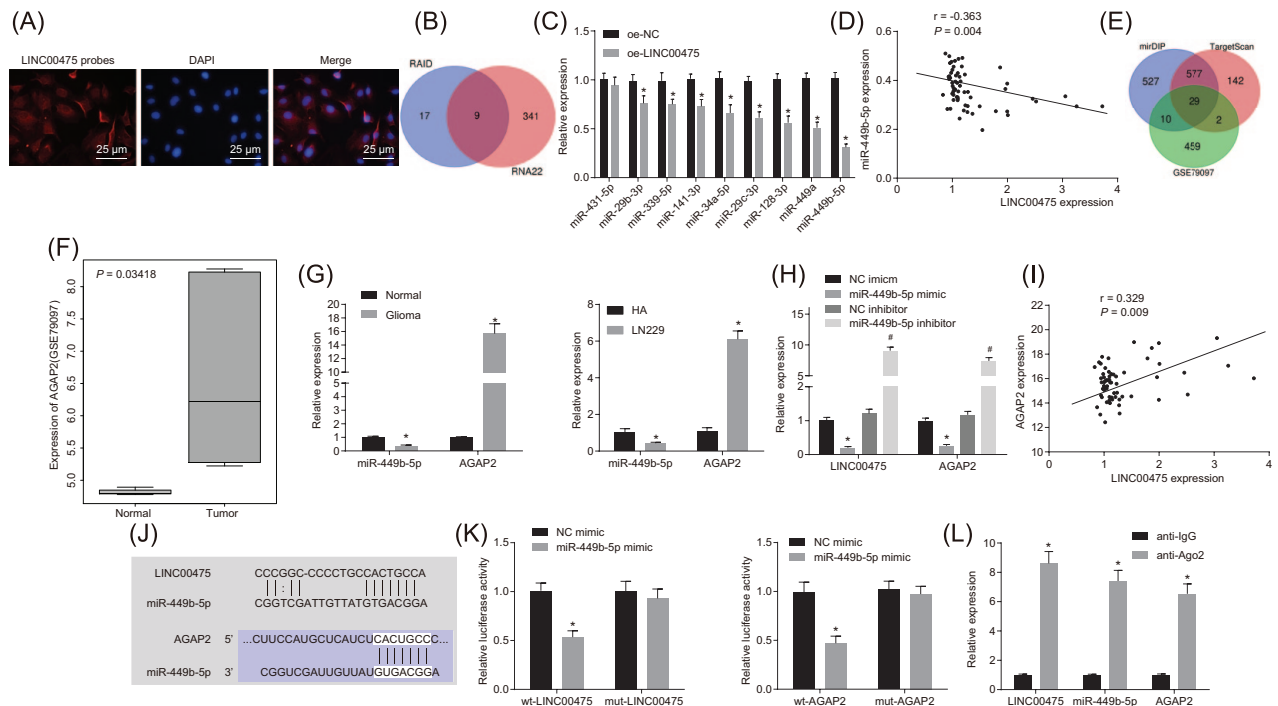 (A)
LINC00475 probes
DAPI
Merge
25 μm
25 μm
25 μm
(B)
RAID
17
9
341
RNA22
(C)
oe-NC
oe-LINC00475
Relative expression
1.5
1.0
0.5
0.0
* * * * * * * *
miR-431-5p
miR-29b-3p
miR-339-5p
miR-141-3p
miR-34a-5p
miR-29c-3p
miR-128-3p
miR-449a
miR-449b-5p
(D)
r = -0.363
P = 0.004
miR-449b-5p expression
0.6
0.4
0.2
0.0
0 1 2 3 4
LINC00475 expression
(E)
mirDIP
TargetScan
527
577
142
29
10
2
459
GSE79097
(F)
P = 0.03418
Expression of AGAP2(GSE79097)
8.0
7.5
7.0
6.5
6.0
5.5
5.0
Normal Tumor
(G)
Normal
Glioma
Relative expression
20
18
16
14
12
10
5
4
3
2
1
0
* *
miR-449b-5p AGAP2
HA
LN229
Relative expression
8
6
4
2
0
* *
miR-449b-5p AGAP2
(H)
NC imicm
miR-449b-5p mimic
NC inhibitor
miR-449b-5p inhibitor
Relative expression
15
10
5
2
1
0
* # * #
LINC00475 AGAP2
(I)
r = 0.329
P = 0.009
AGAP2 expression
22
20
18
16
14
12
10
0 1 2 3 4
LINC00475 expression
(J)
LINC00475 CCCGGC-CCCCTGCCACTGCCA
miR-449b-5p CGGTCGATTGTTATGTGACGGA
AGAP2 5' ...CUUCCAUGCUCAUCUCACUGCCC...
miR-449b-5p 3' CGGUCGAUUGUUAUGUGACGGA
(K)
NC mimic
miR-449b-5p mimic
Relative luciferase activity
1.5
1.0
0.5
0.0
*
wt-LINC00475 mut-LINC00475
NC mimic
miR-449b-5p mimic
Relative luciferase activity
1.5
1.0
0.5
0.0
*
wt-AGAP2 mut-AGAP2
(L)
anti-IgG
anti-Ago2
Relative expression
10
8
6
4
2
0
* * *
LINC00475 miR-449b-5p AGAP2